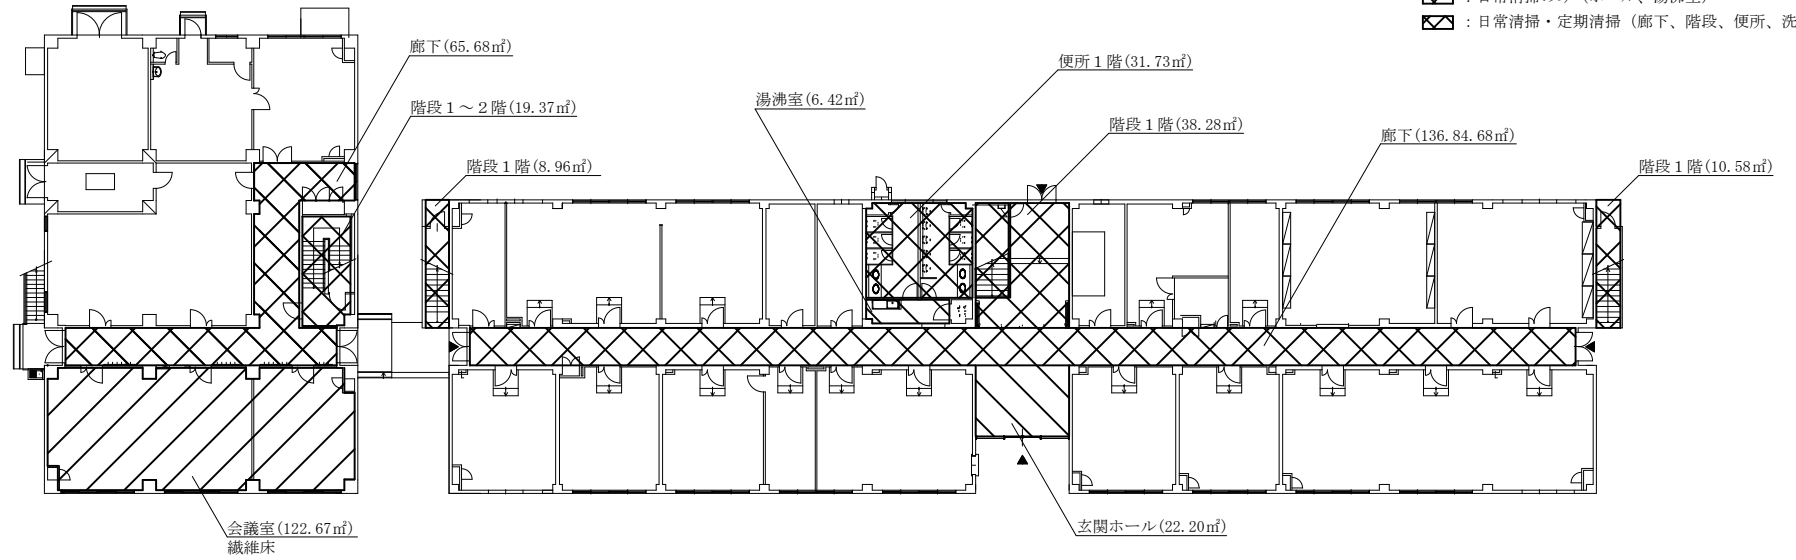 ：日常清掃・定期清掃（廊下、階段、便所、洗
廊下(65.68㎡)
便所１階(31.73㎡)
湯沸室(6.42㎡)
階段１～２階(19.37㎡)
階段１階(38.28㎡)
廊下(136.84.68㎡)
階段１階(8.96㎡)
階段１階(10.58㎡)
会議室(122.67㎡)
繊維床
玄関ホール(22.20㎡)